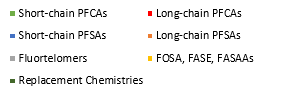 Short-chain PFCAs
Long-chain PFCAs
Short-chain PFSAs
Long-chain PFSAs
Fluortelomers
FOSA, FASE, FASAAs
Replacement Chemistries